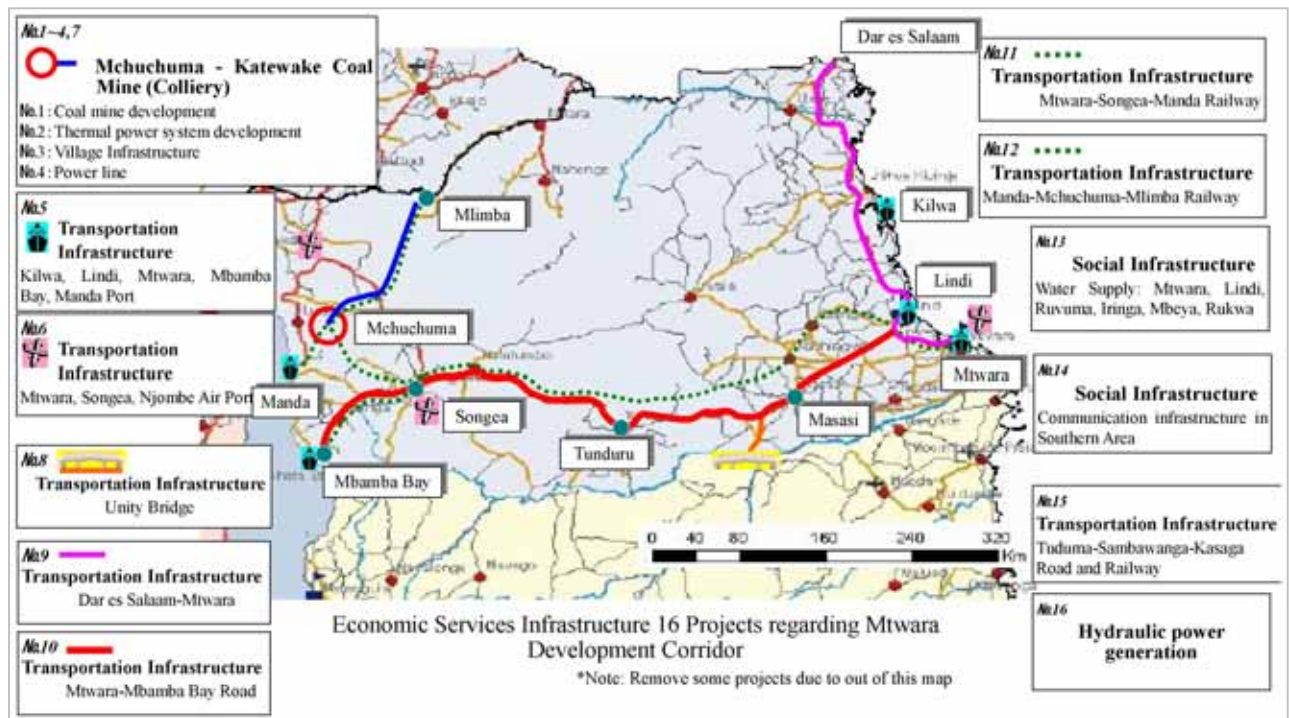 No.1~4,7
Mchuchuma - Katewake Coal
Mine (Colliery)
No.1 : Coal mine development
No.2 : Thermal power system development
No.3 : Village Infrastructure
No.4 : Power line
No.5
Transportation
Infrastructure
Kilwa, Lindi, Mtwara, Mbamba
Bay, Manda Port
No.6
Transportation
Infrastructure
Mtwara, Songea, Njombe Air Port
No.8
Transportation Infrastructure
Unity Bridge
No.9
Transportation Infrastructure
Dar es Salaam-Mtwara
No.10
Transportation Infrastructure
Mtwara-Mbamba Bay Road
Dar es Salaam
Mlimba
Kilwa
Lindi
Mchuchuma
Mtwara
Manda
Songea
Masasi
Tunduru
Mbamba Bay
0 80 160 240 320
Km
Economic Services Infrastructure 16 Projects regarding Mtwara
Development Corridor
*Note: Remove some projects due to out of this map
No.11
Transportation Infrastructure
Mtwara-Songea-Manda Railway
No.12
Transportation Infrastructure
Manda-Mchuchuma-Mlimba Railway
No.13
Social Infrastructure
Water Supply: Mtwara, Lindi,
Ruvuma, Iringa, Mbeya, Rukwa
No.14
Social Infrastructure
Communication infrastructure in
Southern Area
No.15
Transportation Infrastructure
Tuduma-Sambawanga-Kasaga
Road and Railway
No.16
Hydraulic power
generation